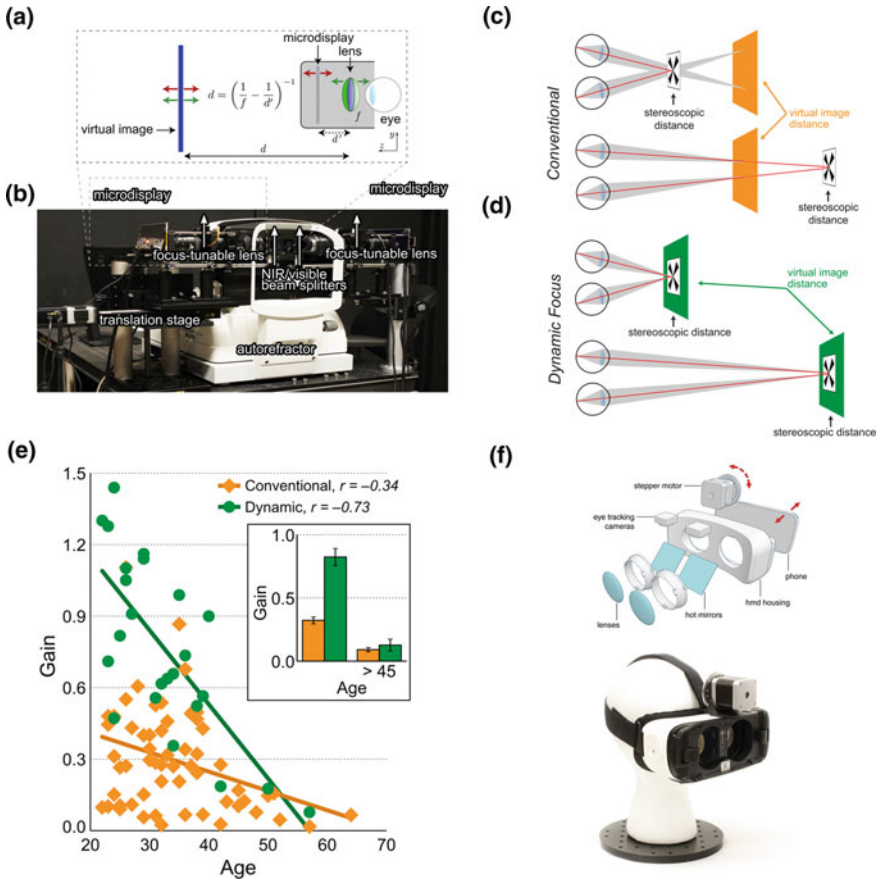 (a)
microdisplay
lens
d = (1/f − 1/d′)⁻¹
f
eye
virtual image
d′
y
z
d
(b)
microdisplay
microdisplay
focus-tunable lens
focus-tunable lens
NIR/visible
beam splitters
translation stage
autorefractor
(c)
Conventional
stereoscopic
distance
virtual image
distance
stereoscopic
distance
(d)
Dynamic Focus
virtual image
distance
stereoscopic distance
stereoscopic distance
(e)
1.5
1.2
0.9
0.6
0.3
0.0
Gain
20 30 40 50 60 70
Age
Conventional, r = −0.34
Dynamic, r = −0.73
1.0
0.5
0.0
Gain
> 45
Age
(f)
stepper motor
eye tracking
cameras
phone
hmd housing
hot mirrors
lenses